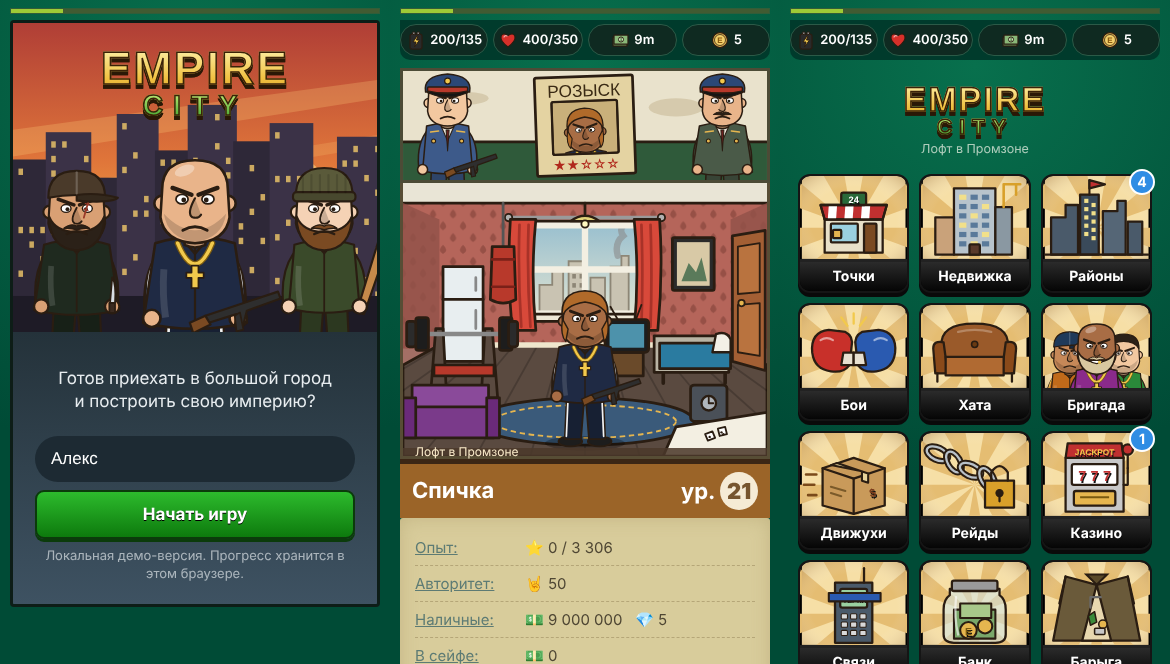 EMPIRE
CITY
Готов приехать в большой город
и построить свою империю?
Алекс
Начать игру
Локальная демо-версия. Прогресс хранится в
этом браузере.
200/135
400/350
9m
5
РОЗЫСК
Лофт в Промзоне
Спичка
ур. 21
Опыт: 0 / 3 306
Авторитет: 50
Наличные: 9 000 000 5
В сейфе: 0
200/135
400/350
9m
5
EMPIRE
CITY
Лофт в Промзоне
4
24
Точки
Недвижка
Районы
Бои
Хата
Бригада
1
JACKPOT
7 7 7
Движухи
Рейды
Казино
Связи
Банк
Барыга